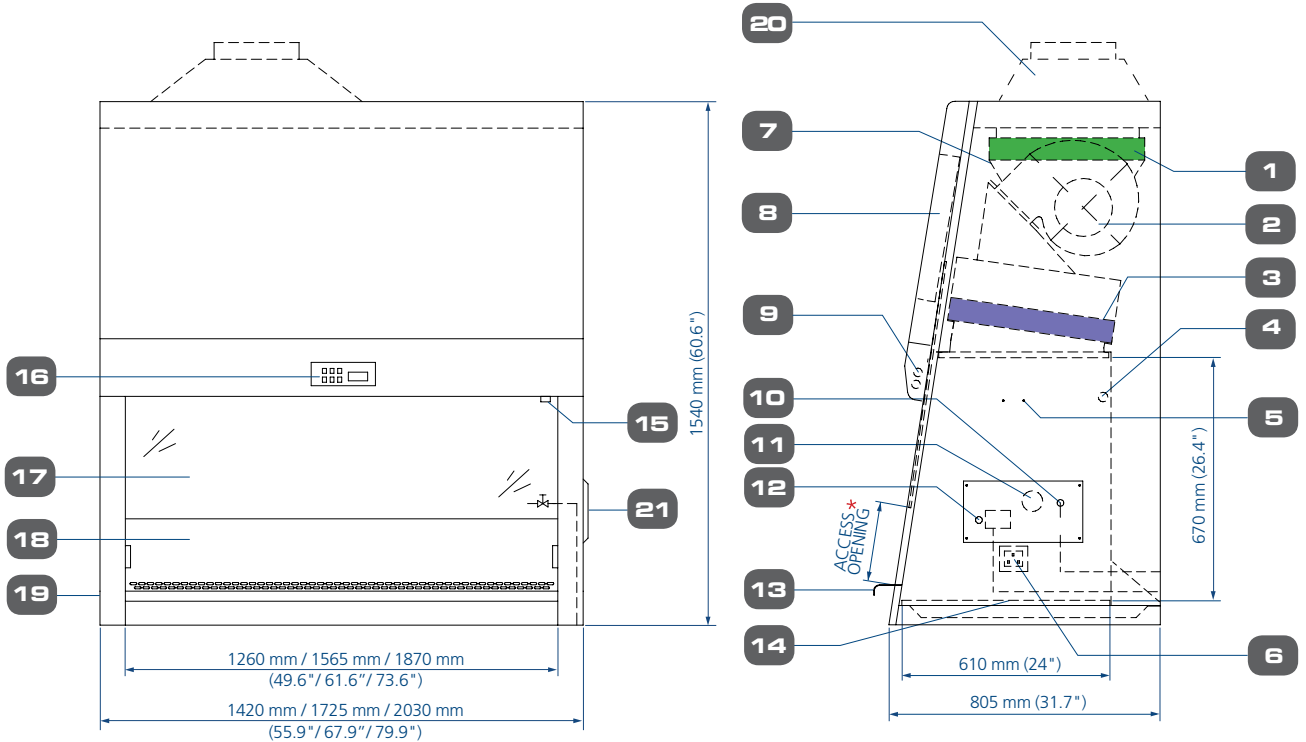 20
7
1
8
2
3
9
4
16
1540 mm (60.6")
10
15
5
11
670 mm (26.4")
17
12
21
ACCESS*
OPENING
18
13
19
14
6
1260 mm / 1565 mm / 1870 mm
(49.6"/ 61.6”/ 73.6")
610 mm (24")
1420 mm / 1725 mm / 2030 mm
(55.9"/ 67.9”/ 79.9")
805 mm (31.7")